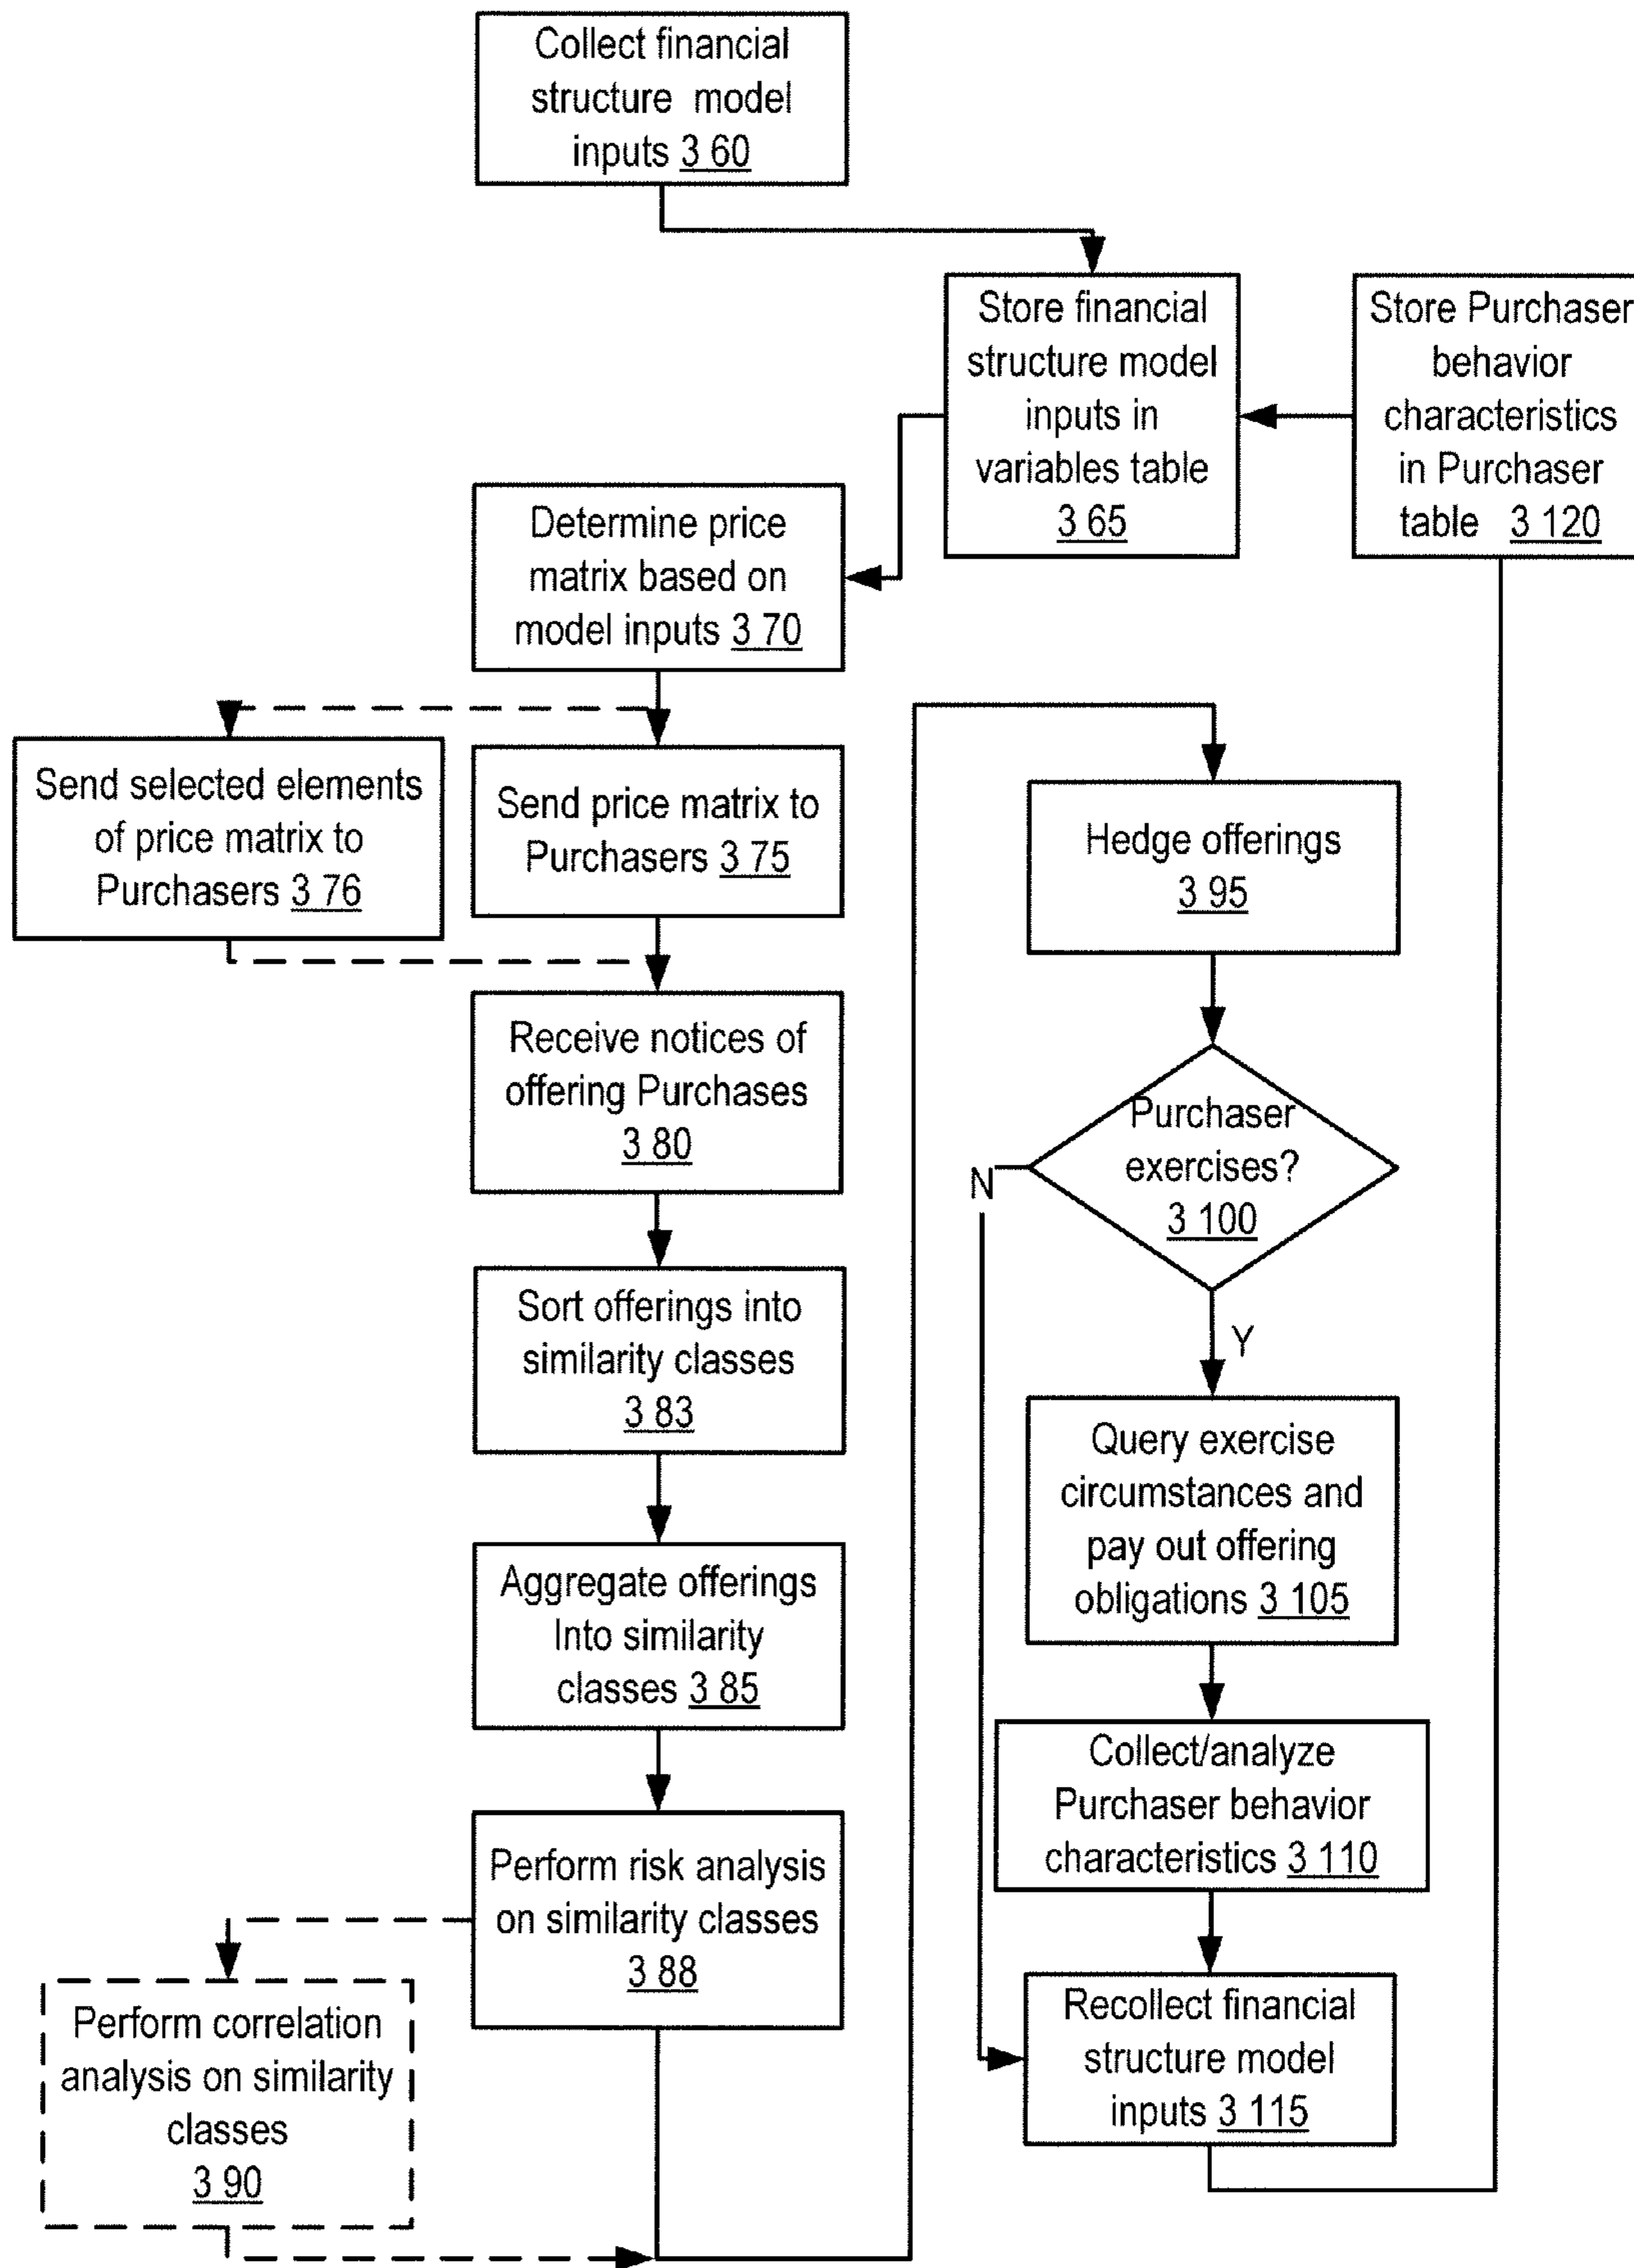 Collect financial
structure model
inputs 3 60
Store financial
structure model
inputs in
variables table
3 65
Store Purchaser
behavior
characteristics
in Purchaser
table 3 120
Determine price
matrix based on
model inputs 3 70
Send selected elements
of price matrix to
Purchasers 3 76
Send price matrix to
Purchasers 3 75
Receive notices of
offering Purchases
3 80
Sort offerings into
similarity classes
3 83
Aggregate offerings
Into similarity
classes 3 85
Perform risk analysis
on similarity classes
3 88
Perform correlation
analysis on similarity
classes
3 90
Hedge offerings
3 95
Purchaser
exercises?
3 100
N
Y
Query exercise
circumstances and
pay out offering
obligations 3 105
Collect/analyze
Purchaser behavior
characteristics 3 110
Recollect financial
structure model
inputs 3 115